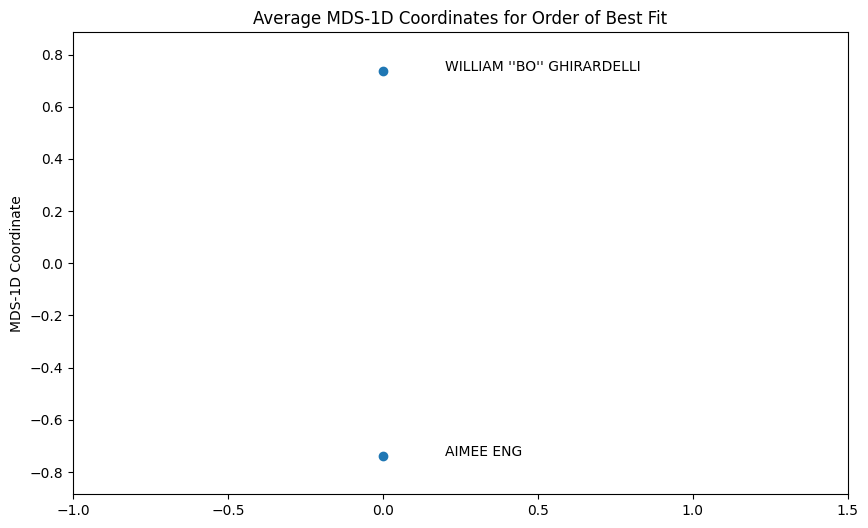 Average MDS-1D Coordinates for Order of Best Fit
0.8
WILLIAM ''BO'' GHIRARDELLI
0.6
0.4
0.2
0.0
MDS-1D Coordinate
−0.2
−0.4
−0.6
AIMEE ENG
−0.8
−1.0 −0.5 0.0 0.5 1.0 1.5